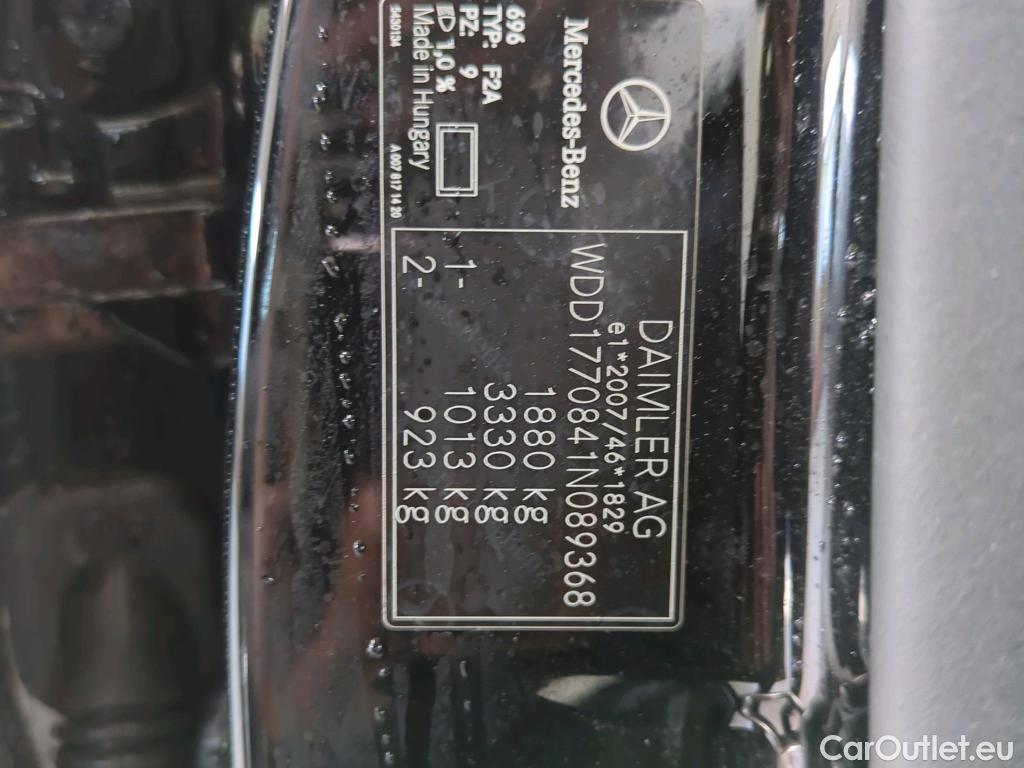 Mercedes-Benz
696
TYP: F2A
PZ: 9
1,0 %
Made in Hungary
5430134
A 007 817 14 20
DAIMLER AG
e1*2007/46*1829
WDD1770841N089368
1880 kg
3330 kg
1- 1013 kg
2- 923 kg
CarOutlet.eu